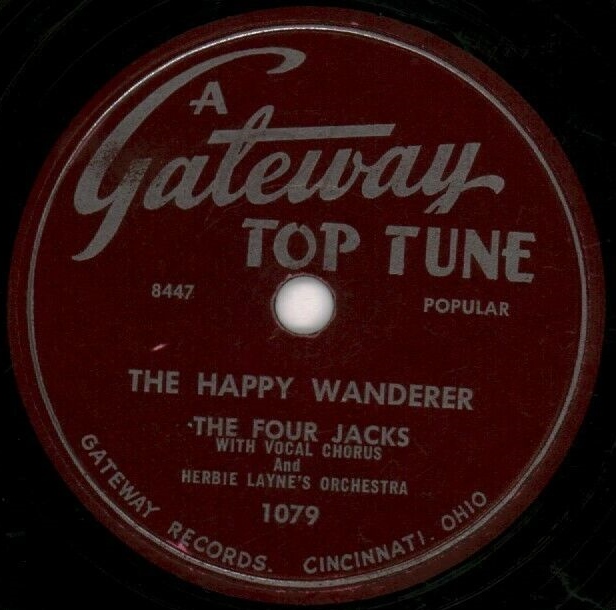 A
Gateway
TOP TUNE
8447
POPULAR
THE HAPPY WANDERER
THE FOUR JACKS
WITH VOCAL CHORUS
And
HERBIE LAYNE'S ORCHESTRA
1079
GATEWAY RECORDS. CINCINNATI. OHIO